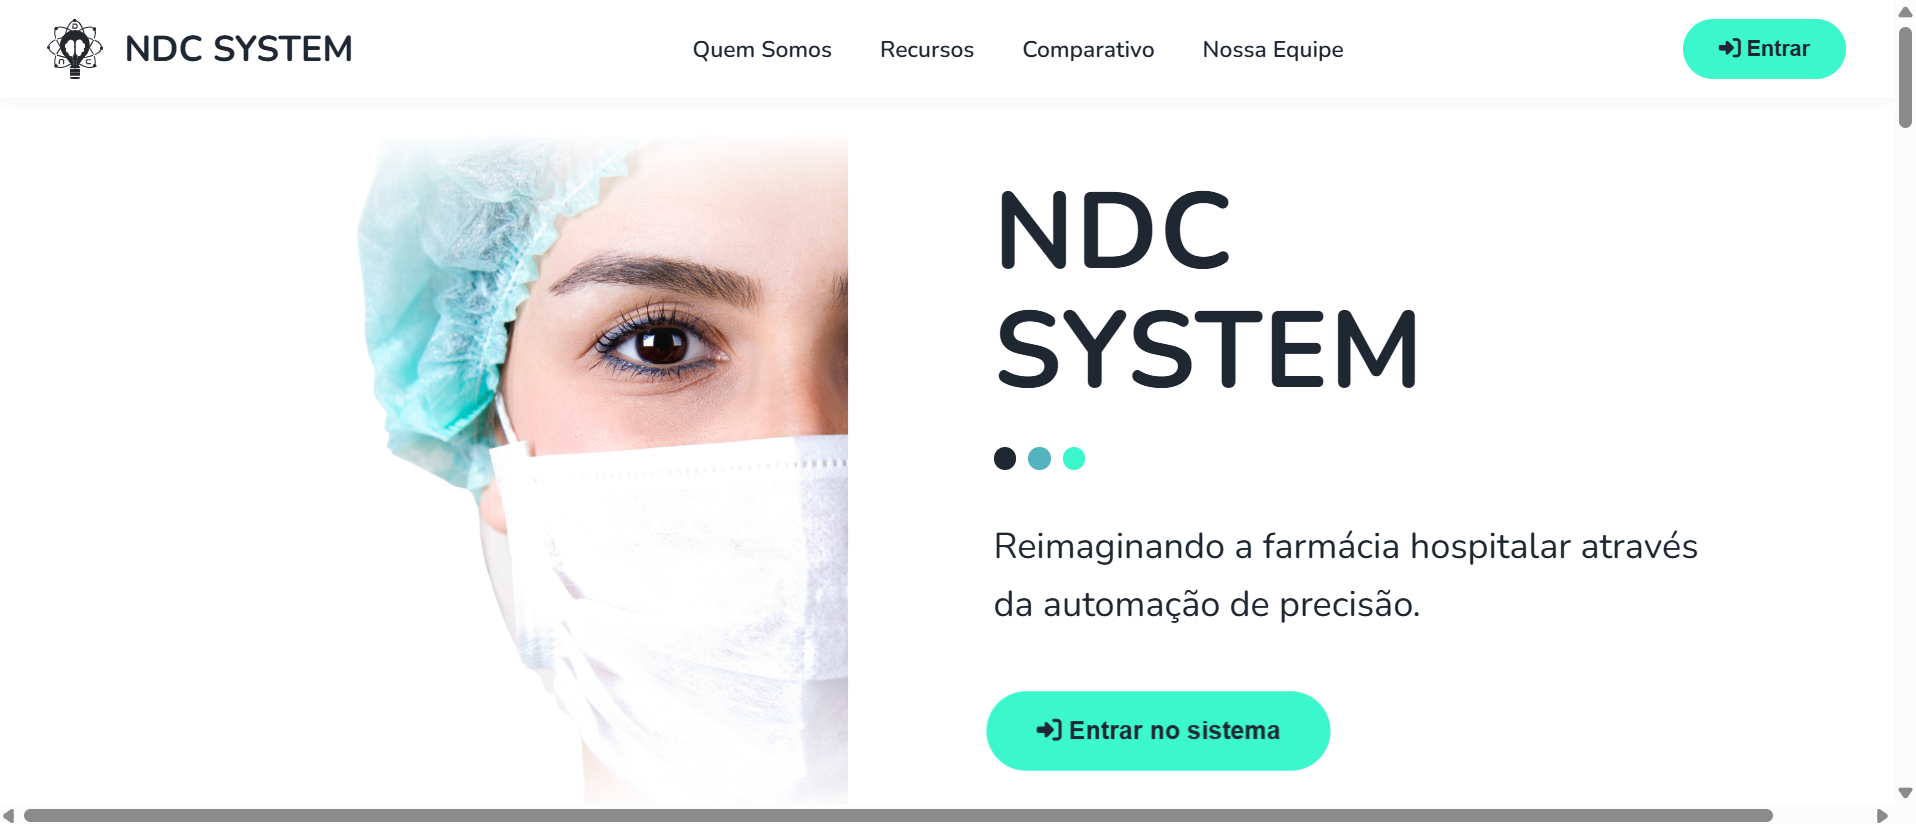 NDC SYSTEM
Quem Somos
Recursos
Comparativo
Nossa Equipe
Entrar
NDC
SYSTEM
Reimaginando a farmácia hospitalar através
da automação de precisão.
Entrar no sistema